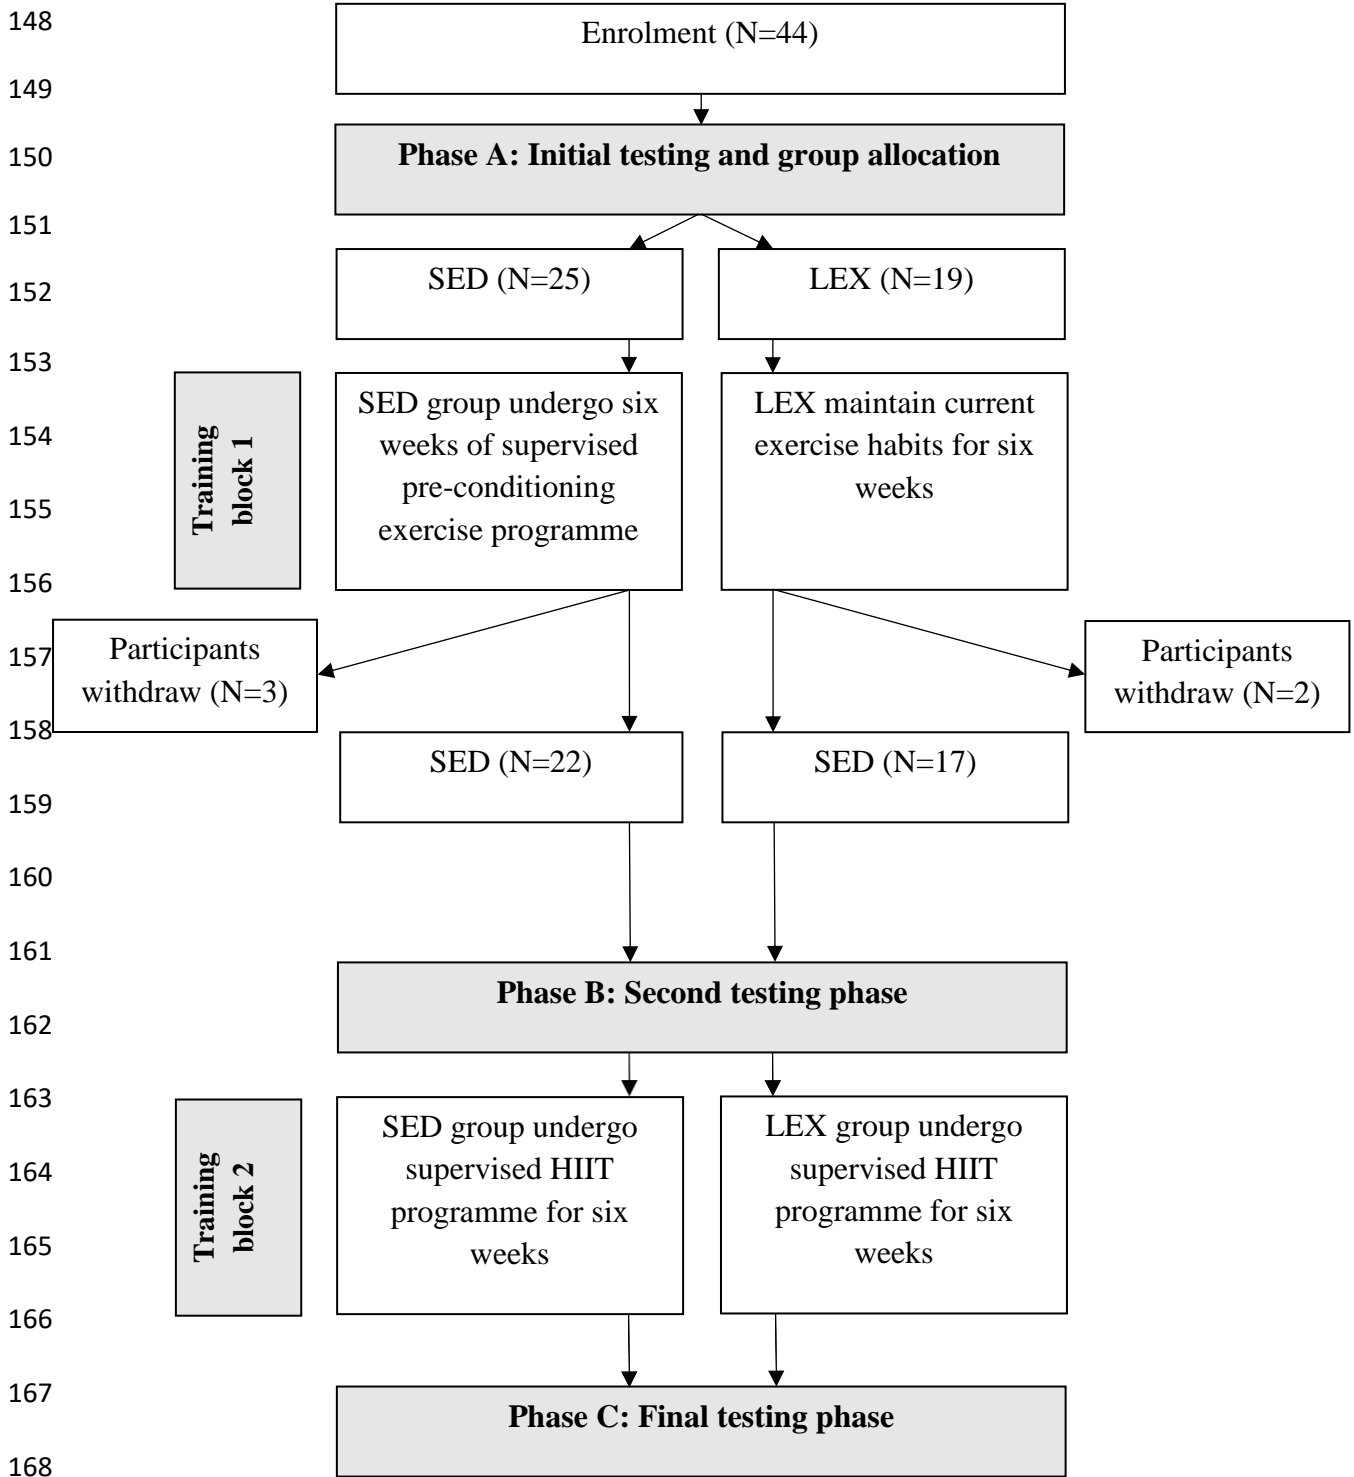 148
Enrolment (N=44)
149
150
Phase A: Initial testing and group allocation
151
152
SED (N=25)
LEX (N=19)
153
Training
block 1
SED group undergo six
weeks of supervised
pre-conditioning
exercise programme
LEX maintain current
exercise habits for six
weeks
154
155
156
157
Participants
withdraw (N=3)
Participants
withdraw (N=2)
158
SED (N=22)
SED (N=17)
159
160
161
Phase B: Second testing phase
162
163
Training
block 2
SED group undergo
supervised HIIT
programme for six
weeks
LEX group undergo
supervised HIIT
programme for six
weeks
164
165
166
167
Phase C: Final testing phase
168